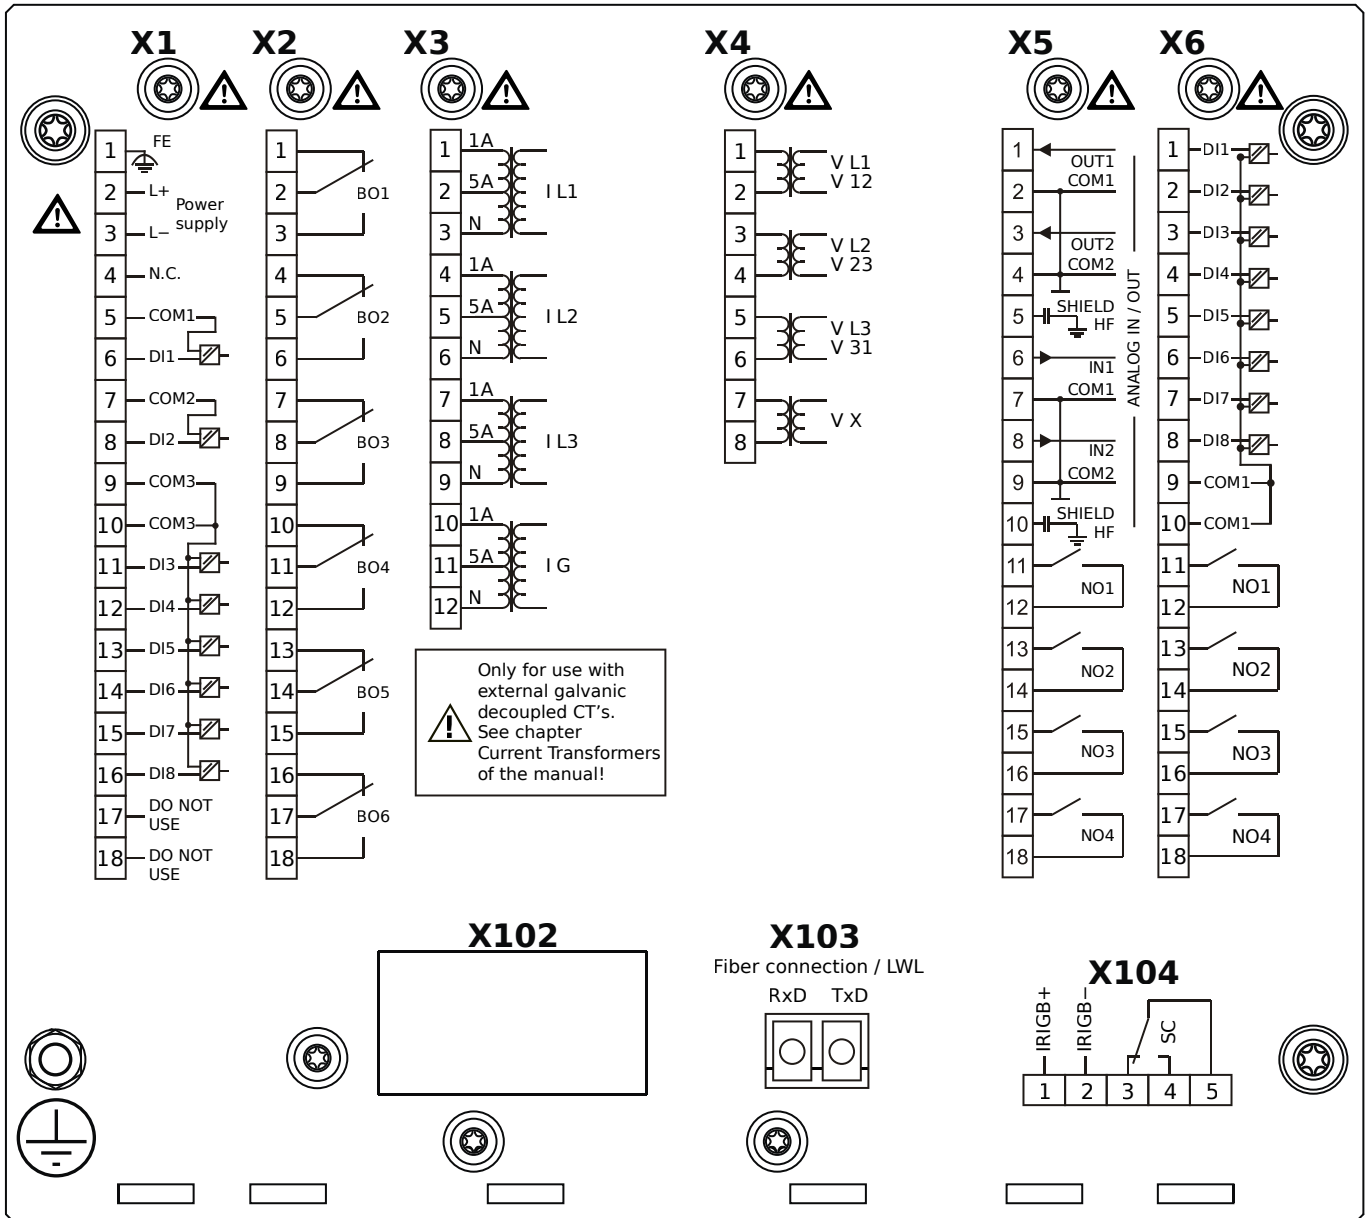 X1
X2
X3
X4
X5
X6
1
FE
2
L+
Power
supply
3
L−
4
N.C.
5
COM1
6
DI1
7
COM2
8
DI2
9
COM3
10
COM3
11
DI3
12
DI4
13
DI5
14
DI6
15
DI7
16
DI8
17
DO NOT
USE
18
DO NOT
USE
1
2
BO1
3
4
5
BO2
6
7
8
BO3
9
10
11
BO4
12
13
14
BO5
15
16
17
BO6
18
1
1A
2
5A
I L1
3
N
4
1A
5
5A
I L2
6
N
7
1A
8
5A
I L3
9
N
10
1A
11
5A
I G
12
N
Only for use with
external galvanic
decoupled CT's.
See chapter
Current Transformers
of the manual!
1
V L1
2
V 12
3
V L2
4
V 23
5
V L3
6
V 31
7
V X
8
1
OUT1
2
COM1
3
OUT2
4
COM2
5
SHIELD
HF
6
IN1
7
COM1
8
IN2
9
COM2
10
SHIELD
HF
ANALOG IN / OUT
11
NO1
12
13
NO2
14
15
NO3
16
17
NO4
18
1
DI1
2
DI2
3
DI3
4
DI4
5
DI5
6
DI6
7
DI7
8
DI8
9
COM1
10
COM1
11
NO1
12
13
NO2
14
15
NO3
16
17
NO4
18
X102
X103
Fiber connection / LWL
RxD TxD
X104
IRIGB+
IRIGB−
SC
1 2 3 4 5